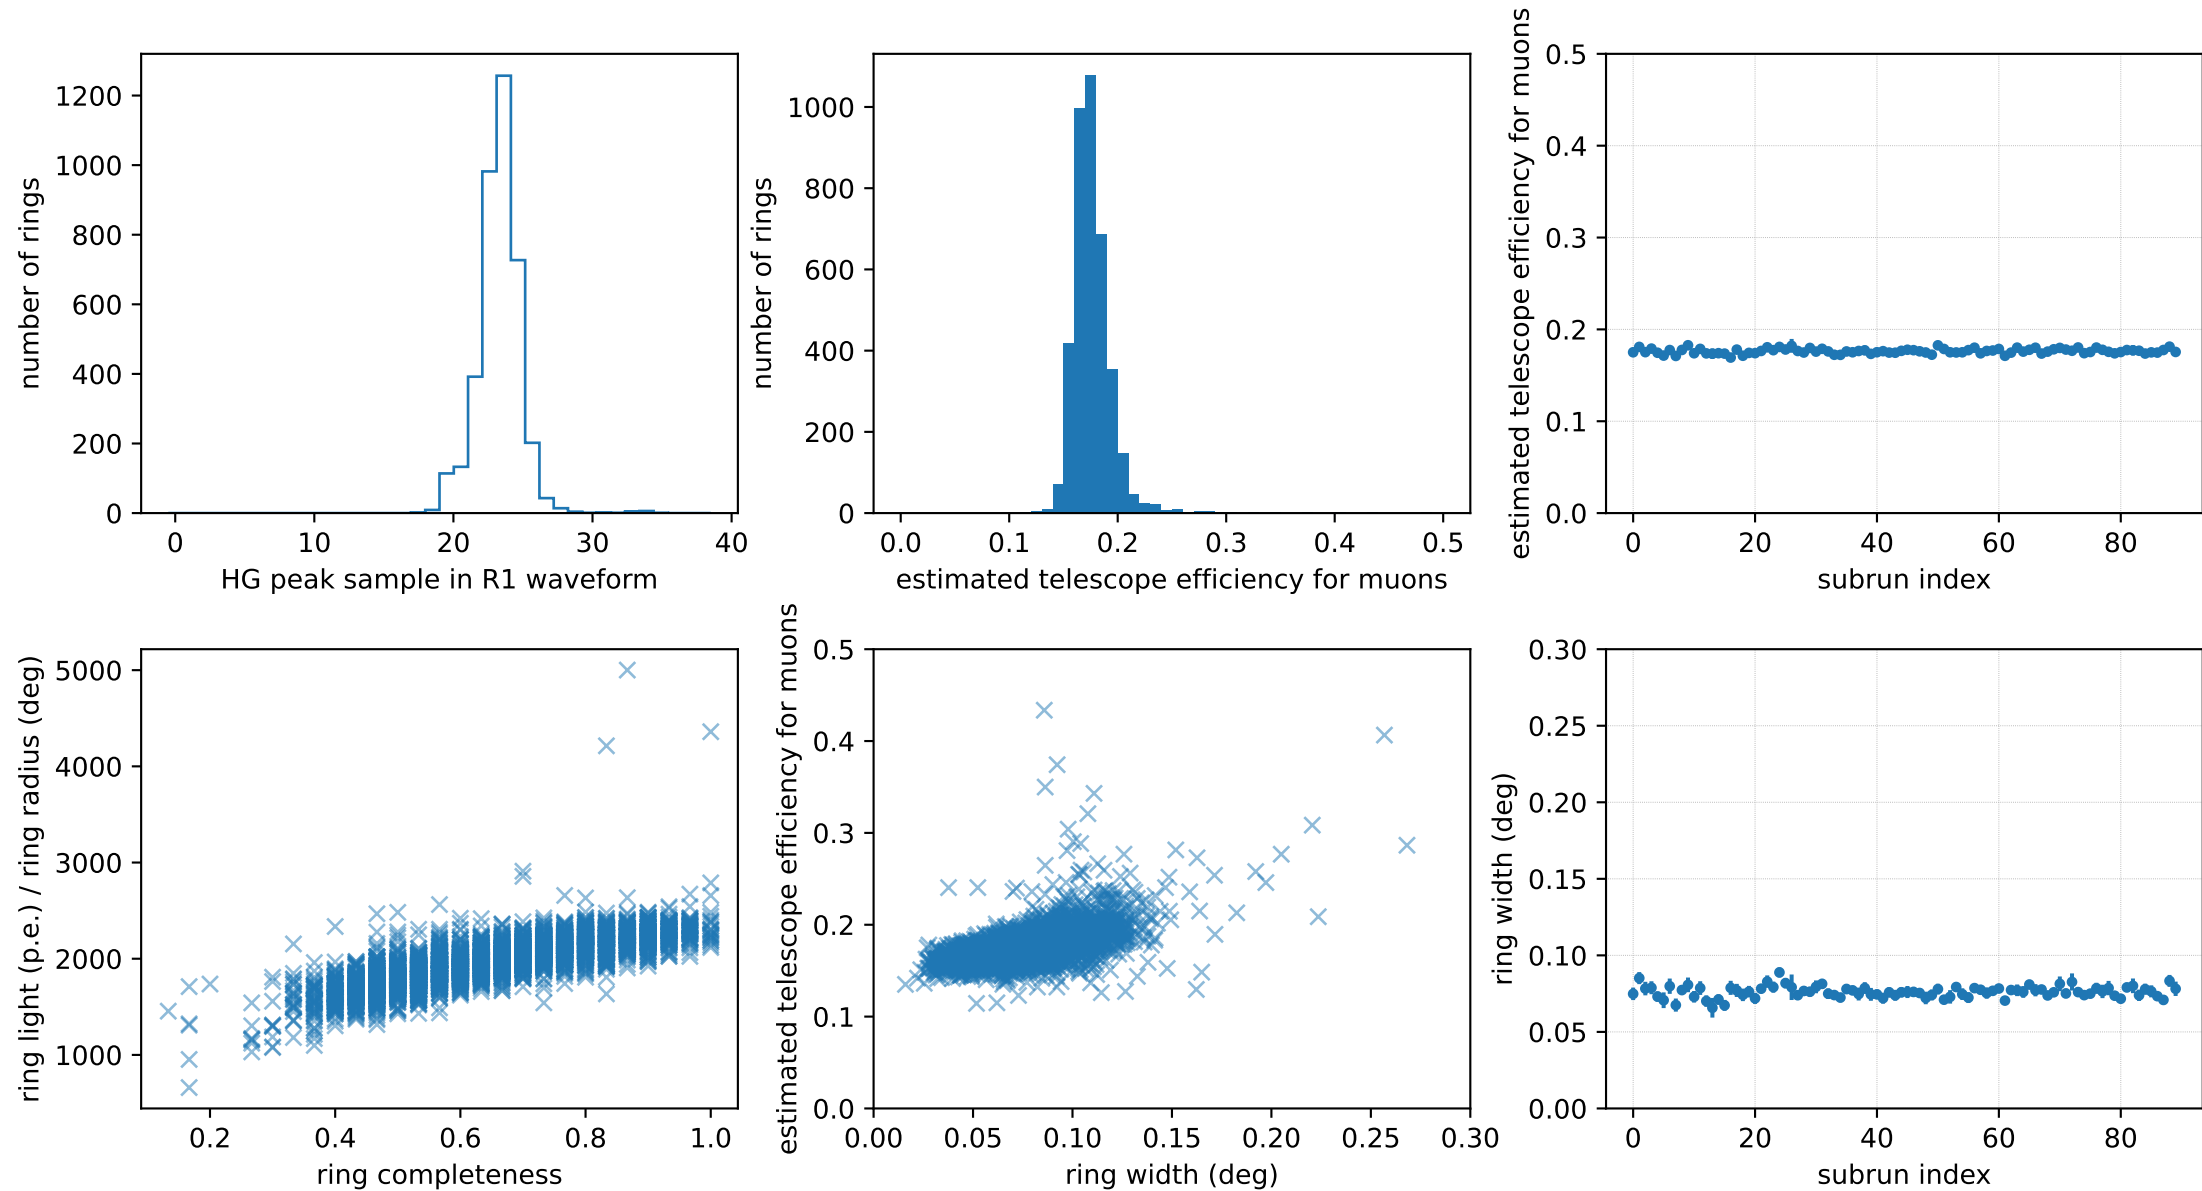 number of rings
1200
1000
800
600
400
200
0
0 10 20 30 40
HG peak sample in R1 waveform
number of rings
1000
800
600
400
200
0
0.0 0.1 0.2 0.3 0.4 0.5
estimated telescope efficiency for muons
estimated telescope efficiency for muons
0.5
0.4
0.3
0.2
0.1
0.0
0 20 40 60 80
subrun index
ring light (p.e.) / ring radius (deg)
5000
4000
3000
2000
1000
0.2 0.4 0.6 0.8 1.0
ring completeness
estimated telescope efficiency for muons
0.5
0.4
0.3
0.2
0.1
0.0
0.00 0.05 0.10 0.15 0.20 0.25 0.30
ring width (deg)
ring width (deg)
0.30
0.25
0.20
0.15
0.10
0.05
0.00
0 20 40 60 80
subrun index